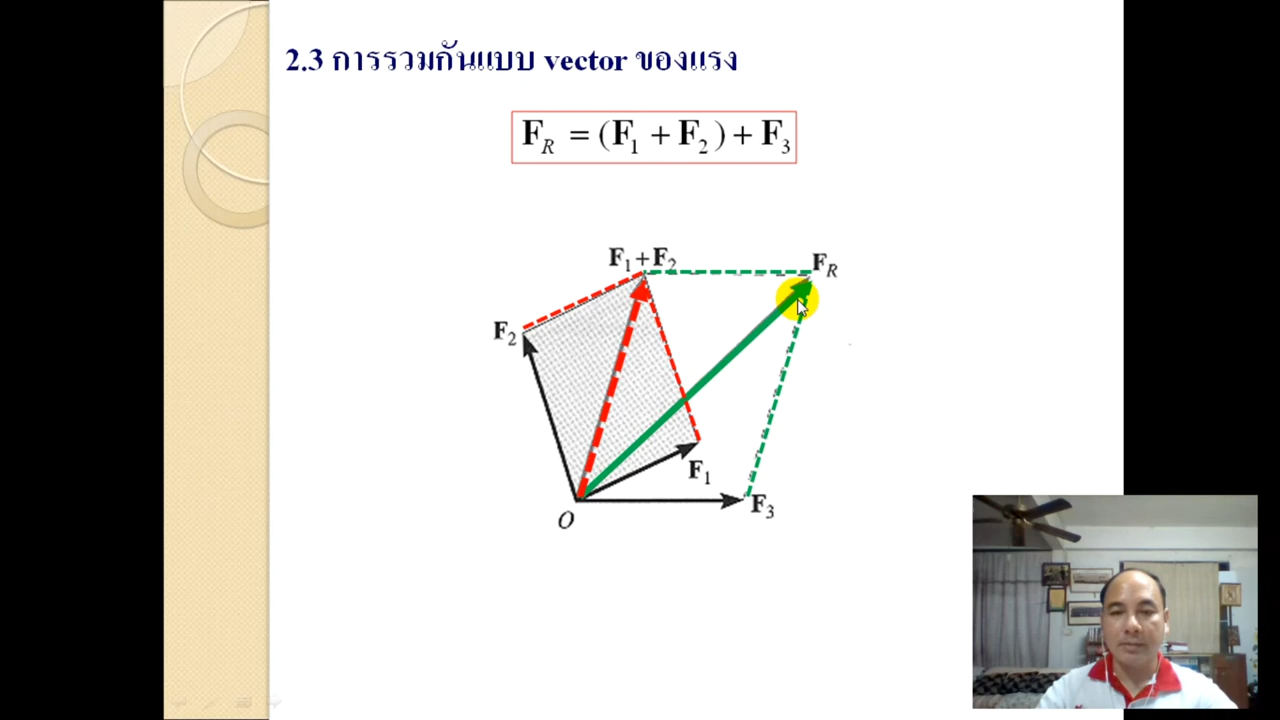 2.3 การรวมกันแบบ vector ของแรง
F_R = (F_1 + F_2) + F_3
F_1 + F_2
F_R
F_2
F_1
F_3
O